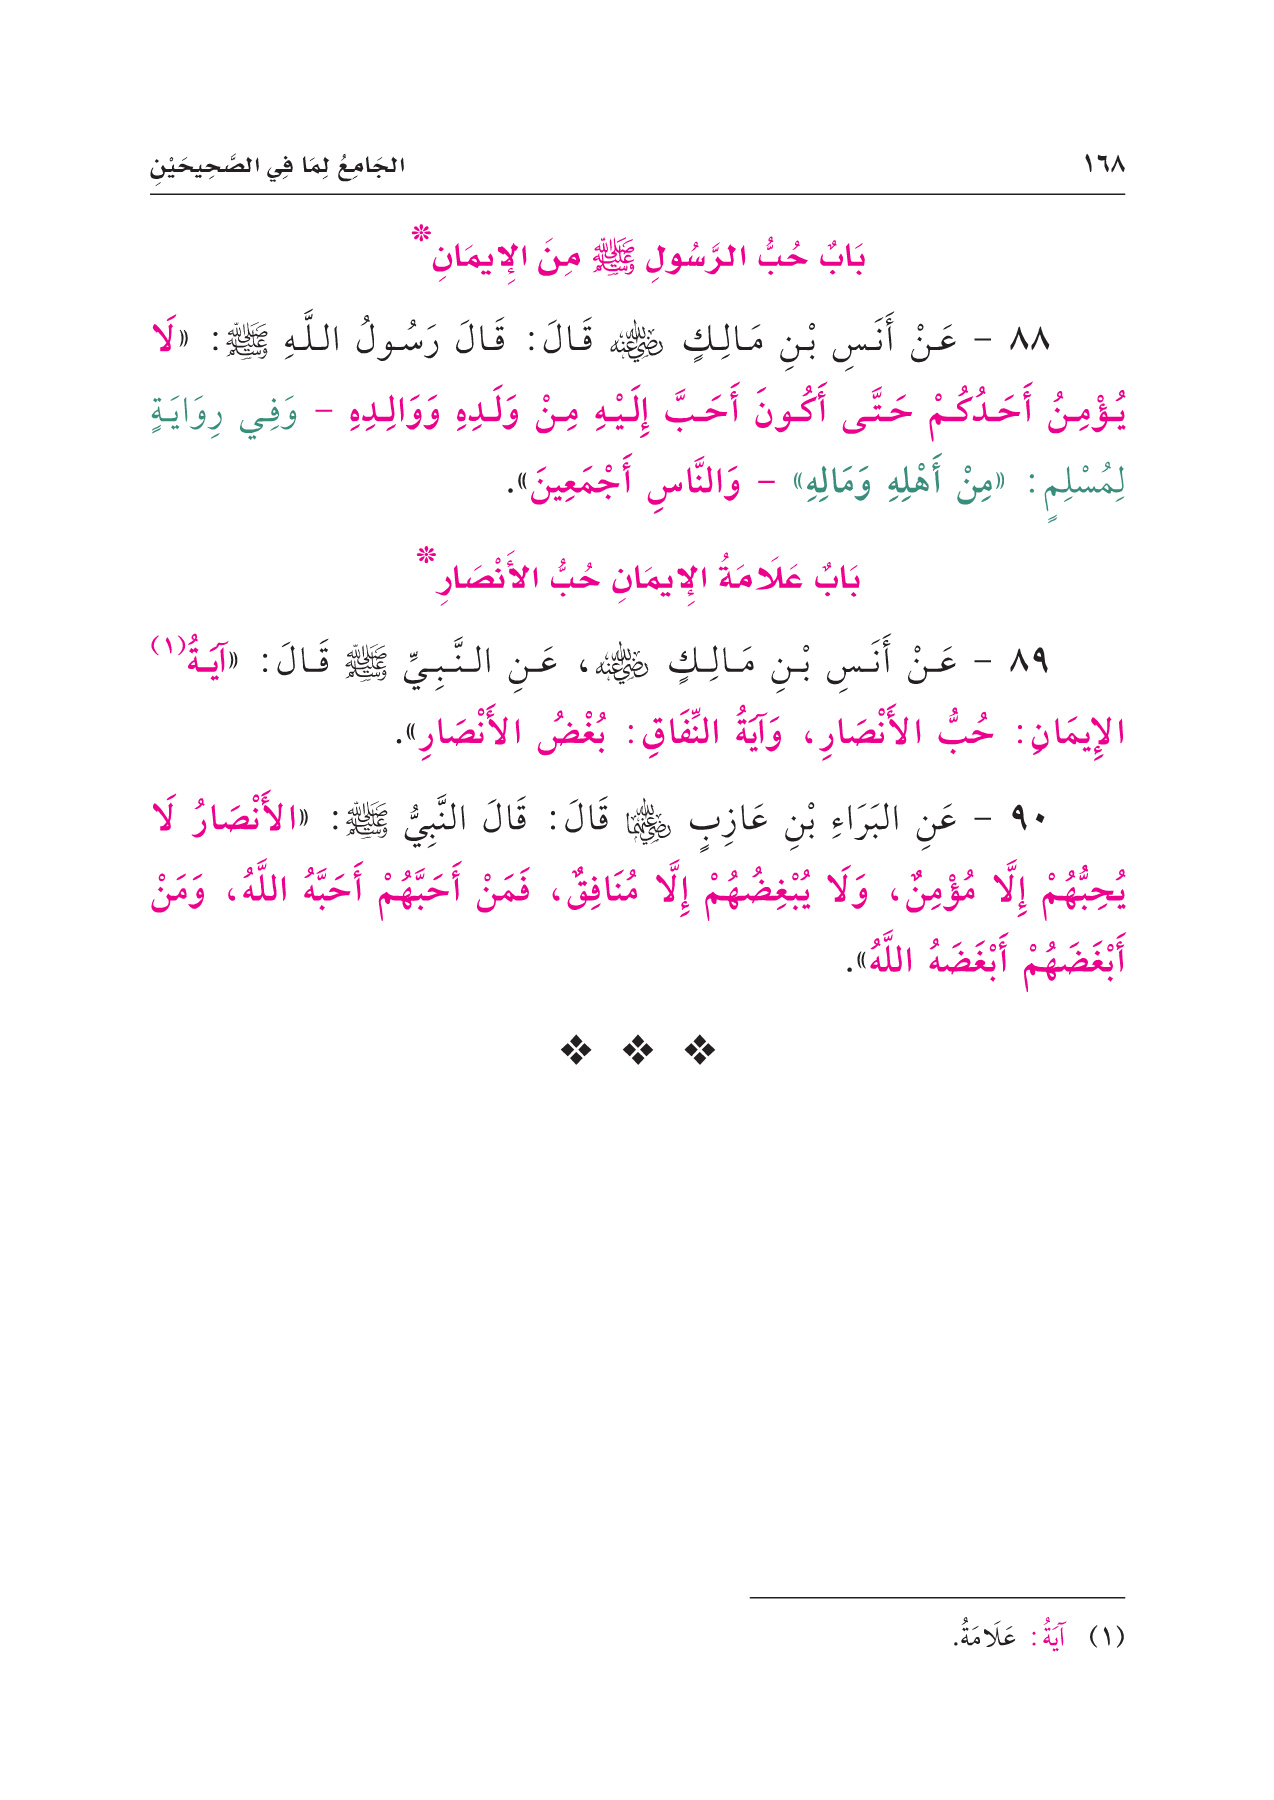 ١٦٨ الجَامِعُ لِمَا فِي الصَّحِيحَيْنِ
بَابٌ حُبُّ الرَّسُولِ ﷺ مِنَ الإِيمَانِ*
٨٨ - عَنْ أَنَسِ بْنِ مَالِكٍ رضي الله عنه قَالَ: قَالَ رَسُولُ اللَّهِ ﷺ: «لَا
يُؤْمِنُ أَحَدُكُمْ حَتَّى أَكُونَ أَحَبَّ إِلَيْهِ مِنْ وَلَدِهِ وَوَالِدِهِ - وَفِي رِوَايَةٍ
لِمُسْلِمٍ: «مِنْ أَهْلِهِ وَمَالِهِ» - وَالنَّاسِ أَجْمَعِينَ».
بَابٌ عَلَامَةُ الإِيمَانِ حُبُّ الأَنْصَارِ*
٨٩ - عَنْ أَنَسِ بْنِ مَالِكٍ رضي الله عنه، عَنِ النَّبِيِّ ﷺ قَالَ: «آيَةُ(١)
الإِيمَانِ: حُبُّ الأَنْصَارِ، وَآيَةُ النِّفَاقِ: بُغْضُ الأَنْصَارِ».
٩٠ - عَنِ البَرَاءِ بْنِ عَازِبٍ رضي الله عنهما قَالَ: قَالَ النَّبِيُّ ﷺ: «الأَنْصَارُ لَا
يُحِبُّهُمْ إِلَّا مُؤْمِنٌ، وَلَا يُبْغِضُهُمْ إِلَّا مُنَافِقٌ، فَمَنْ أَحَبَّهُمْ أَحَبَّهُ اللَّهُ، وَمَنْ
أَبْغَضَهُمْ أَبْغَضَهُ اللَّهُ».
(١) آيَةُ: عَلَامَةُ.